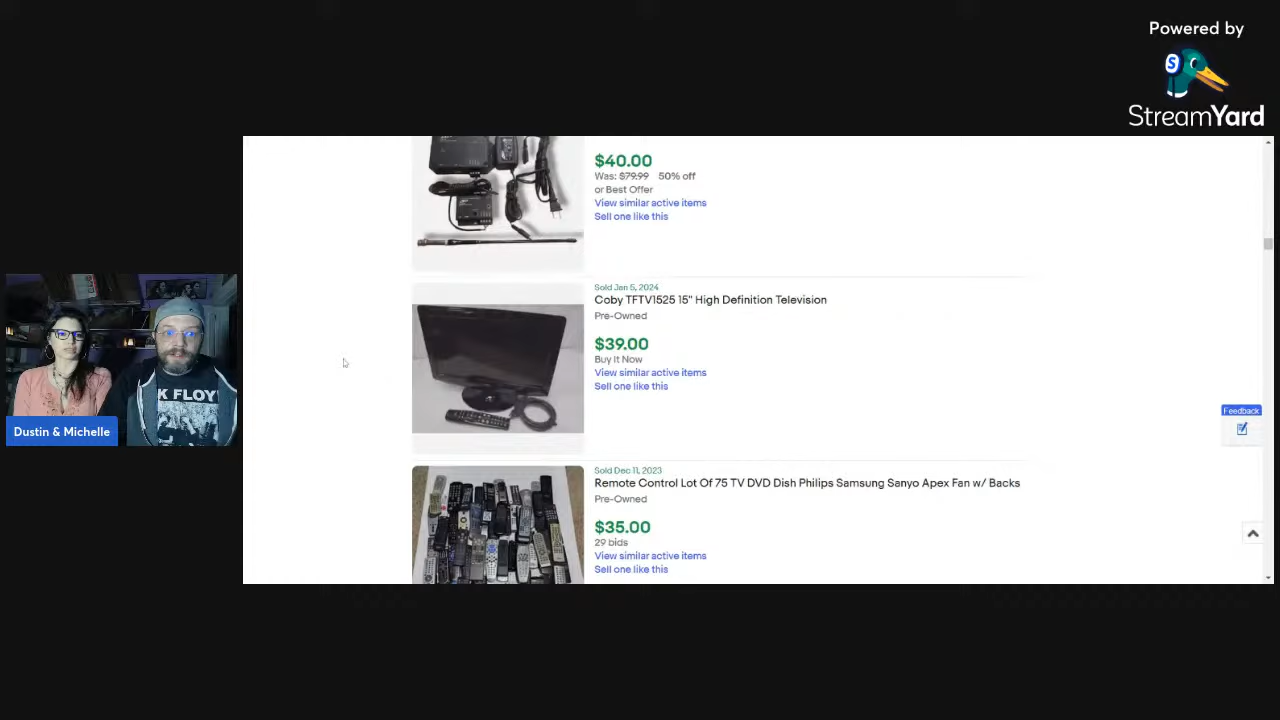 Powered by
StreamYard
$40.00
Was: $79.99 50% off
or Best Offer
View similar active items
Sell one like this
Sold Jan 5, 2024
Coby TFTV1525 15" High Definition Television
Pre-Owned
$39.00
Buy It Now
View similar active items
Sell one like this
Feedback
K FLOY
Dustin & Michelle
Sold Dec 11, 2023
Remote Control Lot Of 75 TV DVD Dish Philips Samsung Sanyo Apex Fan w/ Backs
Pre-Owned
$35.00
29 bids
View similar active items
Sell one like this